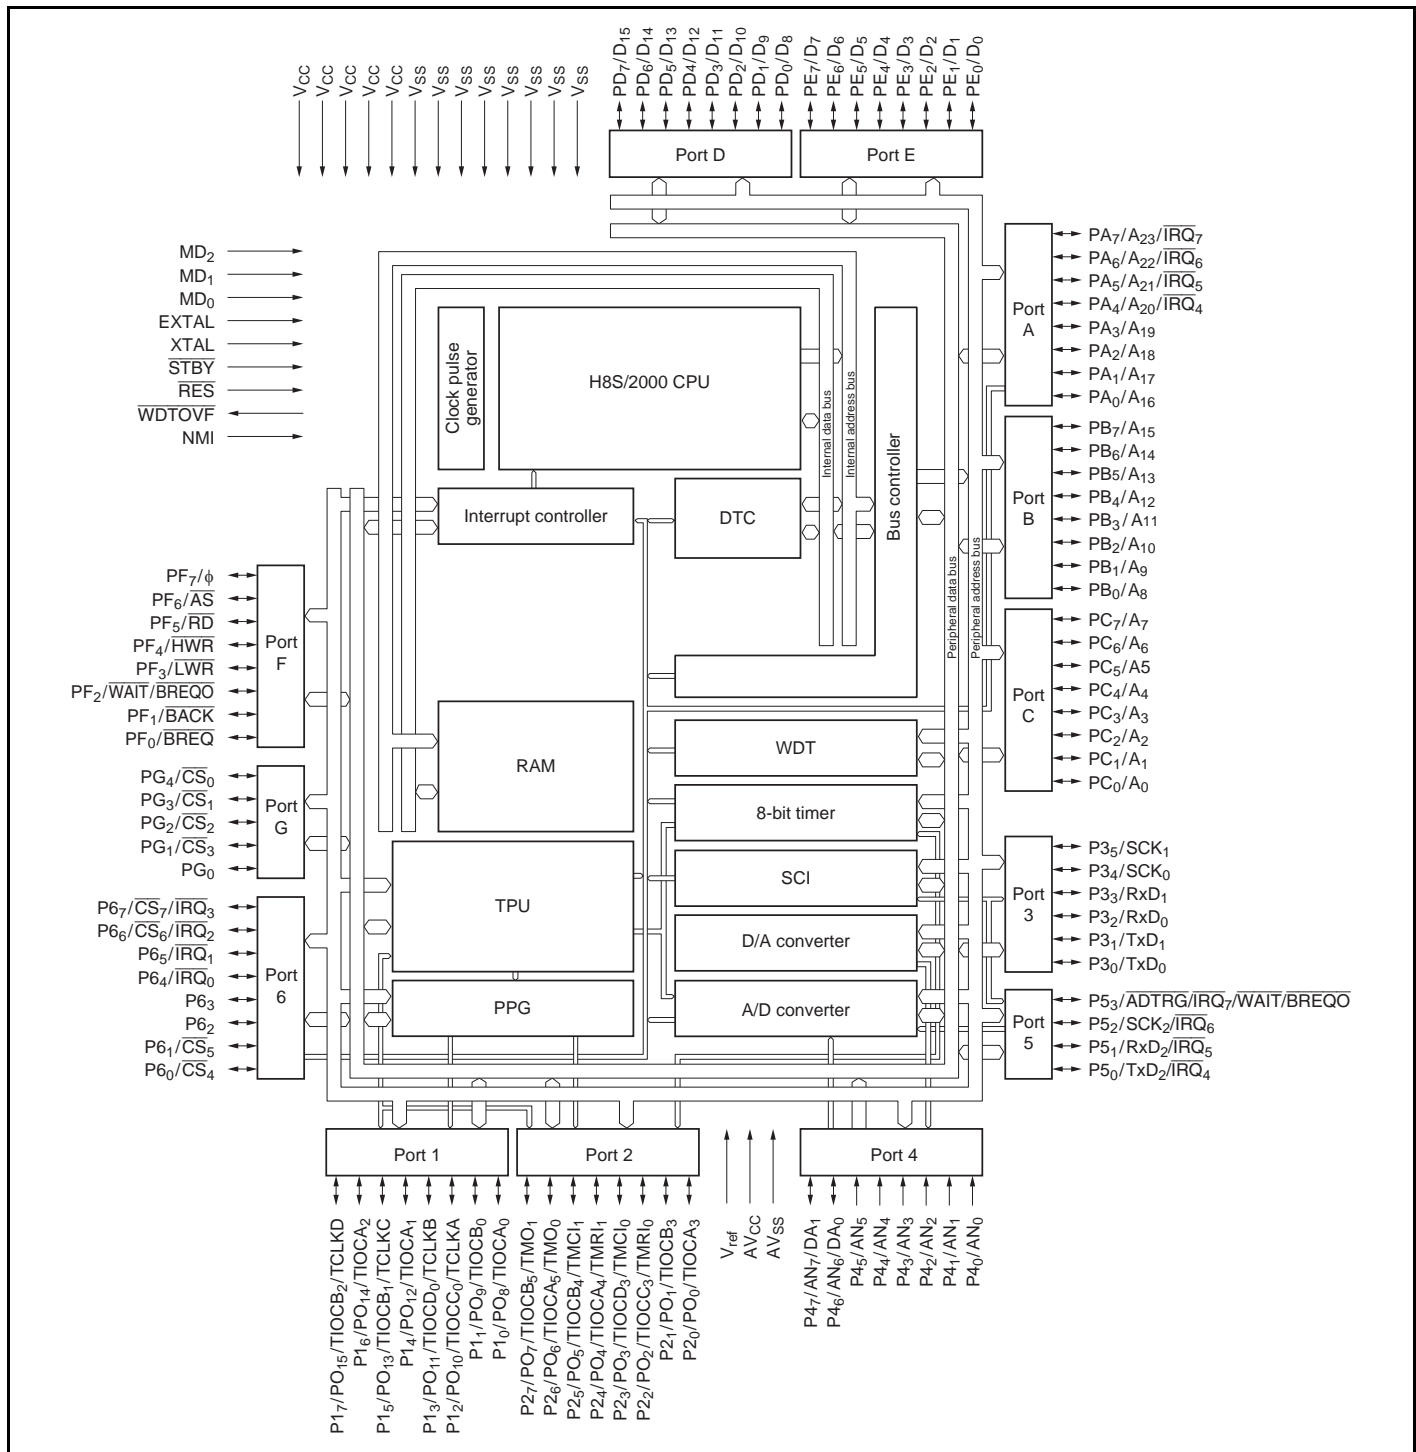 VCC
VCC
VCC
VCC
VCC
VSS
VSS
VSS
VSS
VSS
VSS
VSS
VSS
PD7/D15
PD6/D14
PD5/D13
PD4/D12
PD3/D11
PD2/D10
PD1/D9
PD0/D8
PE7/D7
PE6/D6
PE5/D5
PE4/D4
PE3/D3
PE2/D2
PE1/D1
PE0/D0
Port D
Port E
MD2
MD1
MD0
EXTAL
XTAL
STBY
RES
WDTOVF
NMI
Clock pulse
generator
H8S/2000 CPU
Internal data bus
Internal address bus
Bus controller
Interrupt controller
DTC
Peripheral data bus
Peripheral address bus
Port
A
PA7/A23/IRQ7
PA6/A22/IRQ6
PA5/A21/IRQ5
PA4/A20/IRQ4
PA3/A19
PA2/A18
PA1/A17
PA0/A16
Port
B
PB7/A15
PB6/A14
PB5/A13
PB4/A12
PB3/A11
PB2/A10
PB1/A9
PB0/A8
Port
C
PC7/A7
PC6/A6
PC5/A5
PC4/A4
PC3/A3
PC2/A2
PC1/A1
PC0/A0
PF7/ϕ
PF6/AS
PF5/RD
PF4/HWR
PF3/LWR
PF2/WAIT/BREQO
PF1/BACK
PF0/BREQ
Port
F
PG4/CS0
PG3/CS1
PG2/CS2
PG1/CS3
PG0
Port
G
P67/CS7/IRQ3
P66/CS6/IRQ2
P65/IRQ1
P64/IRQ0
P63
P62
P61/CS5
P60/CS4
Port
6
RAM
TPU
PPG
WDT
8-bit timer
SCI
D/A converter
A/D converter
Port
3
P35/SCK1
P34/SCK0
P33/RxD1
P32/RxD0
P31/TxD1
P30/TxD0
Port
5
P53/ADTRG/IRQ7/WAIT/BREQO
P52/SCK2/IRQ6
P51/RxD2/IRQ5
P50/TxD2/IRQ4
Port 1
Port 2
Port 4
P17/PO15/TIOCB2/TCLKD
P16/PO14/TIOCA2
P15/PO13/TIOCB1/TCLKC
P14/PO12/TIOCA1
P13/PO11/TIOCD0/TCLKB
P12/PO10/TIOCC0/TCLKA
P11/PO9/TIOCB0
P10/PO8/TIOCA0
P27/PO7/TIOCB5/TMO1
P26/PO6/TIOCA5/TMO0
P25/PO5/TIOCB4/TMCI1
P24/PO4/TIOCA4/TMRI1
P23/PO3/TIOCD3/TMCI0
P22/PO2/TIOCC3/TMRI0
P21/PO1/TIOCB3
P20/PO0/TIOCA3
Vref
AVCC
AVSS
P47/AN7/DA1
P46/AN6/DA0
P45/AN5
P44/AN4
P43/AN3
P42/AN2
P41/AN1
P40/AN0